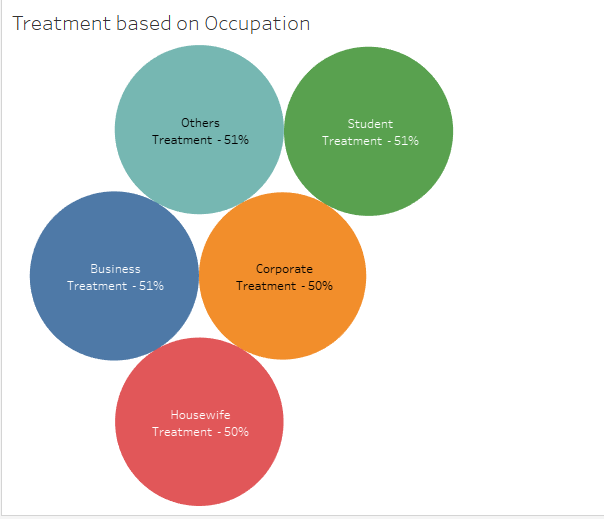 Treatment based on Occupation
Others
Treatment - 51%
Student
Treatment - 51%
Business
Treatment - 51%
Corporate
Treatment - 50%
Housewife
Treatment - 50%